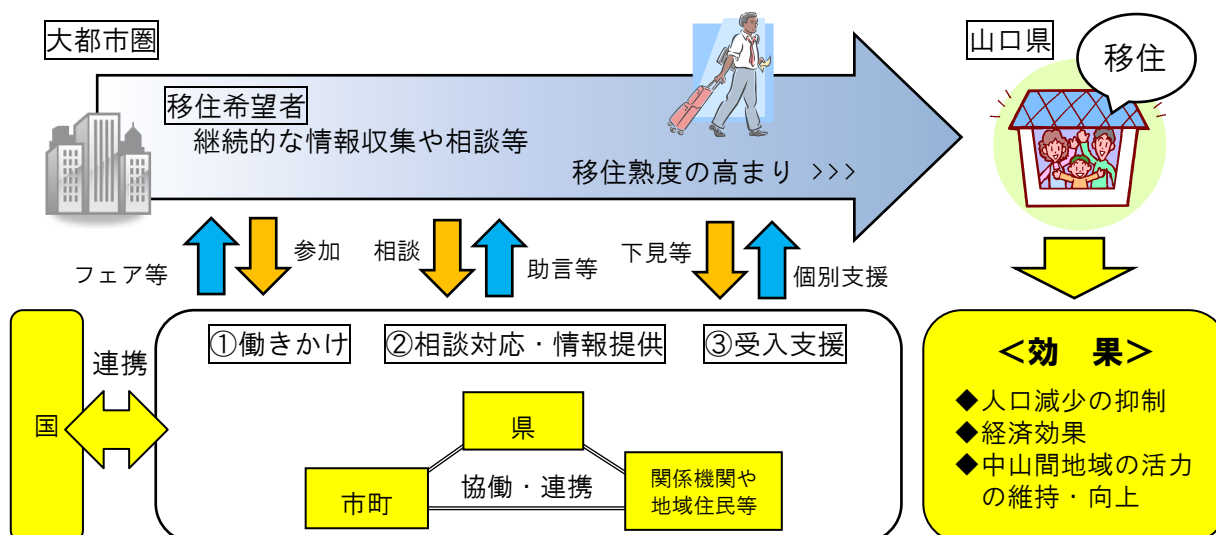 大都市圏
山口県
移住
移住希望者
継続的な情報収集や相談等
移住熟度の高まり >>>
フェア等
参加
相談
助言等
下見等
個別支援
①働きかけ
②相談対応・情報提供
③受入支援
国
連携
県
市町
協働・連携
関係機関や
地域住民等
＜効　果＞
◆人口減少の抑制
◆経済効果
◆中山間地域の活力
の維持・向上